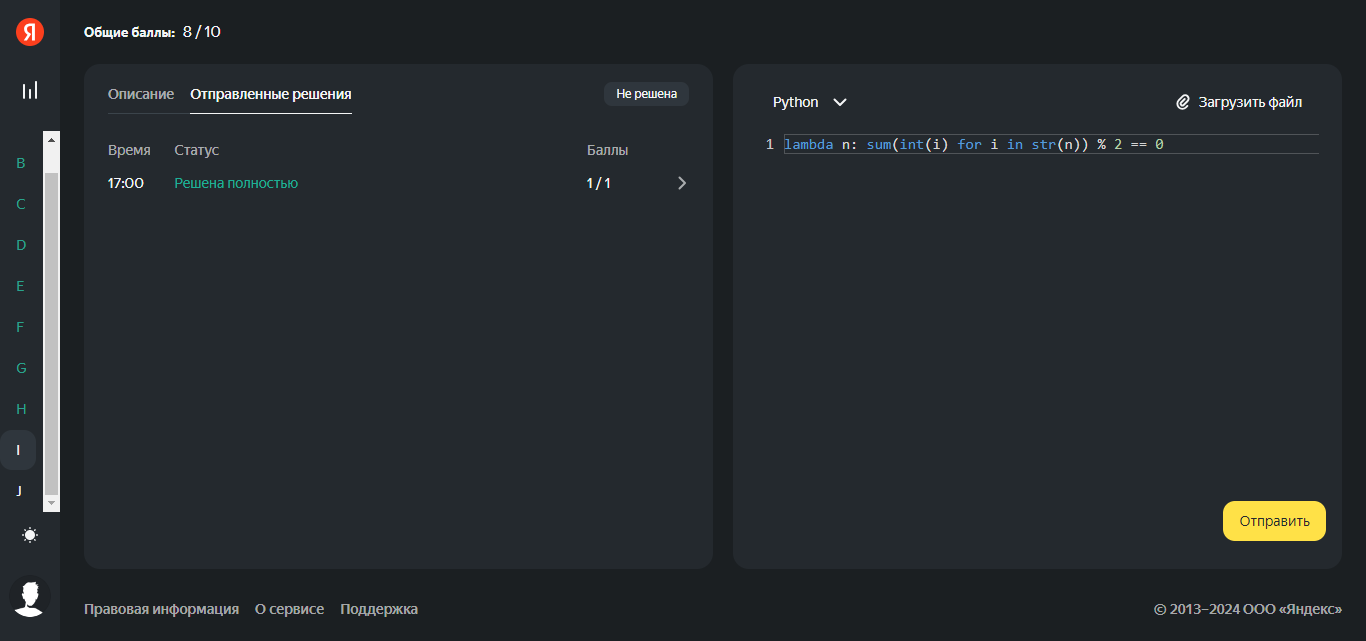 Я
Общие баллы: 8 / 10
B
C
D
E
F
G
H
I
J
Описание Отправленные решения Не решена
Время Статус Баллы
17:00 Решена полностью 1 / 1
Python Загрузить файл
1 lambda n: sum(int(i) for i in str(n)) % 2 == 0
Отправить
Правовая информация О сервисе Поддержка © 2013–2024 ООО «Яндекс»